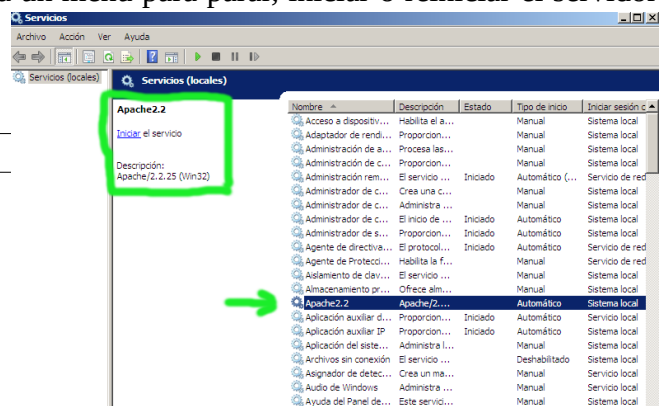 un menú para parar, iniciar o reiniciar el servidor
Servicios
Archivo Acción Ver Ayuda
Servicios (locales)
Servicios (locales)
Apache2.2
Iniciar el servicio
Descripción:
Apache/2.2.25 (Win32)
Nombre Descripción Estado Tipo de inicio Iniciar sesión c
Acceso a dispositiv... Habilita el a... Manual Sistema local
Adaptador de rendi... Proporcion... Manual Sistema local
Administración de a... Procesa las... Manual Sistema local
Administración de c... Proporcion... Manual Sistema local
Administración rem... El servicio ... Iniciado Automático (... Servicio de red
Administrador de c... Crea una c... Manual Sistema local
Administrador de c... Administra ... Manual Sistema local
Administrador de c... El inicio de ... Iniciado Automático Sistema local
Administrador de s... Proporcion... Iniciado Automático Sistema local
Agente de directiva... El protocol... Iniciado Automático Servicio de red
Agente de Protecci... Habilita la f... Manual Servicio de red
Aislamiento de clav... El servicio ... Manual Sistema local
Almacenamiento pr... Ofrece alm... Manual Sistema local
Apache2.2 Apache/2.... Automático Sistema local
Aplicación auxiliar d... Proporcion... Iniciado Automático Servicio local
Aplicación auxiliar IP Proporcion... Iniciado Automático Sistema local
Aplicación del siste... Administra l... Manual Sistema local
Archivos sin conexión El servicio ... Deshabilitado Sistema local
Asignador de detec... Crea un ma... Manual Servicio local
Audio de Windows Administra ... Manual Servicio local
Ayuda del Panel de... Este servici... Manual Sistema local